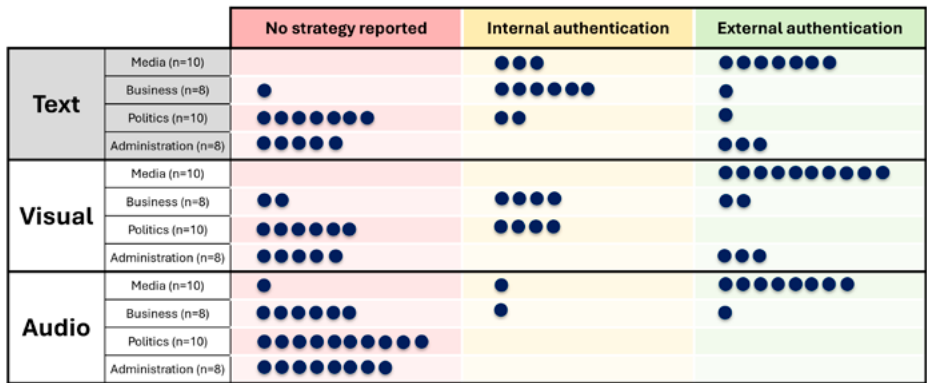 No strategy reported Internal authentication External authentication
Text
Media (n=10)
Business (n=8)
Politics (n=10)
Administration (n=8)
Visual
Media (n=10)
Business (n=8)
Politics (n=10)
Administration (n=8)
Audio
Media (n=10)
Business (n=8)
Politics (n=10)
Administration (n=8)